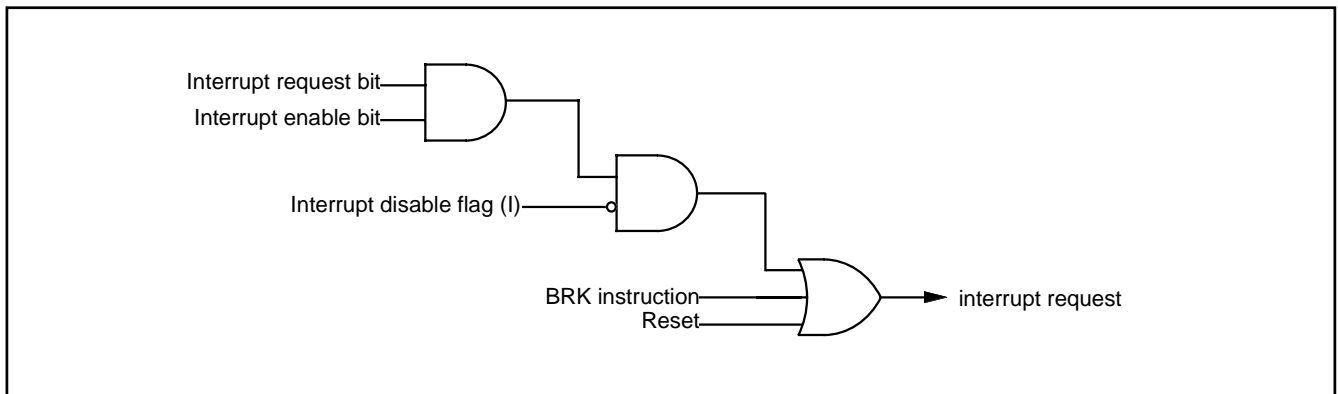 Interrupt request bit
Interrupt enable bit
Interrupt disable flag (I)
BRK instruction
Reset
interrupt request